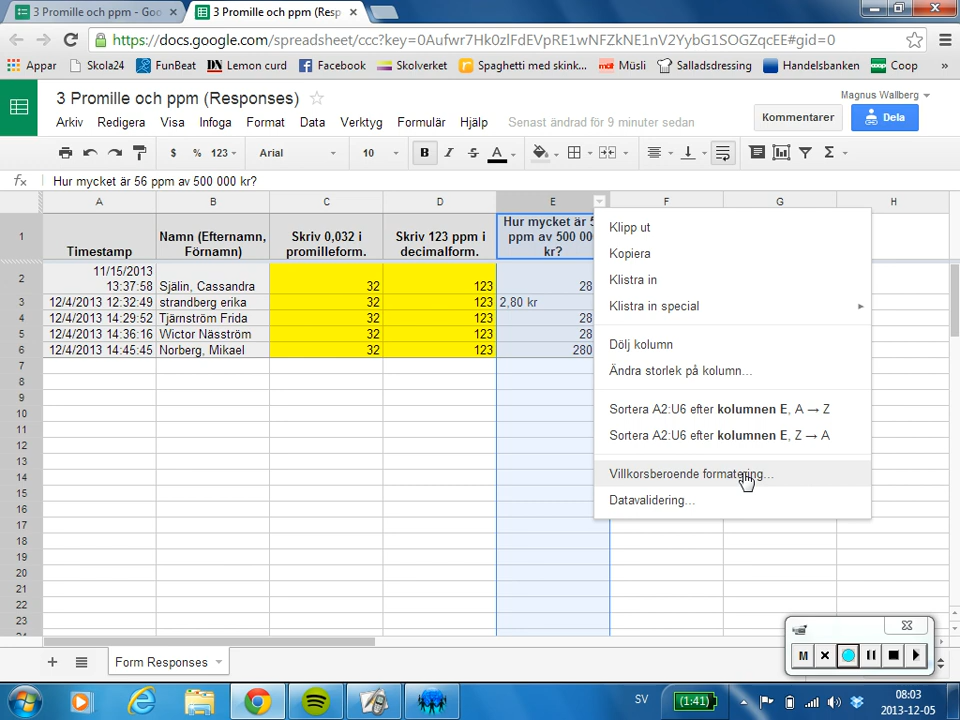 3 Promille och ppm - Goo
3 Promille och ppm (Resp
https://docs.google.com/spreadsheet/ccc?key=0Aufwr7Hk0zIFdEVpRE1wNFZkNE1nV2YybG1SOGZqcEE#gid=0
Appar Skola24 FunBeat Lemon curd Facebook Skolverket Spaghetti med skink... Müsli Salladsdressing Handelsbanken Coop »
3 Promille och ppm (Responses)
Magnus Wallberg
Arkiv Redigera Visa Infoga Format Data Verktyg Formulär Hjälp Senast ändrad för 9 minuter sedan
Kommentarer Dela
$ % 123 Arial 10 B I S A Σ
fx Hur mycket är 56 ppm av 500 000 kr?
A B C D E F G H
1 Timestamp Namn (Efternamn, Förnamn) Skriv 0,032 i promilleform. Skriv 123 ppm i decimalform. Hur mycket är 5 ppm av 500 00 kr?
2 11/15/2013 13:37:58 Själin, Cassandra 32 123 28
3 12/4/2013 12:32:49 strandberg erika 32 123 2,80 kr
4 12/4/2013 14:29:52 Tjärnström Frida 32 123 28
5 12/4/2013 14:36:16 Wictor Näsström 32 123 28
6 12/4/2013 14:45:45 Norberg, Mikael 32 123 280
7
8
9
10
11
12
13
14
15
16
17
18
19
20
21
22
23
Klipp ut
Kopiera
Klistra in
Klistra in special
Dölj kolumn
Ändra storlek på kolumn...
Sortera A2:U6 efter kolumnen E, A → Z
Sortera A2:U6 efter kolumnen E, Z → A
Villkorsberoende formatering...
Datavalidering...
M
Form Responses
SV (1:41) 08:03
2013-12-05